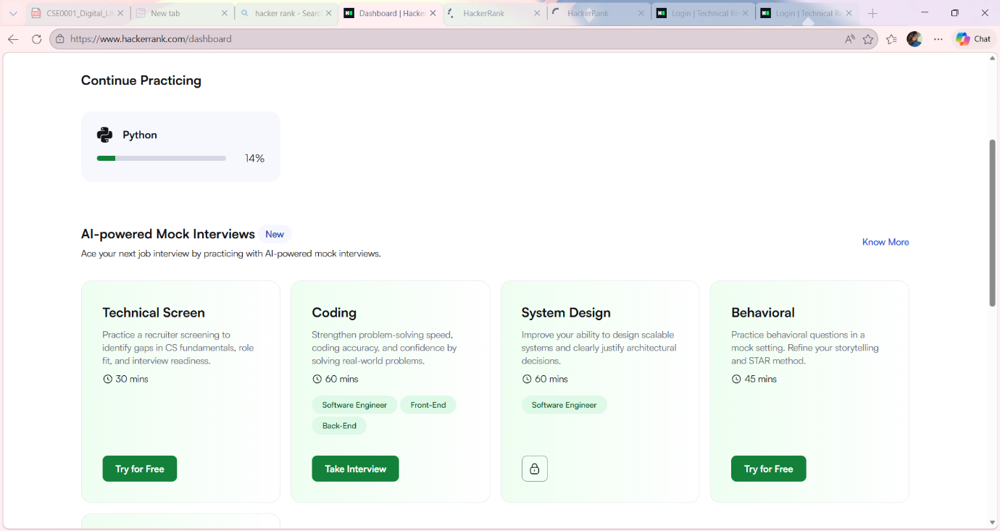 CSE0001_Digital_Li
New tab
hacker rank - Searc
Dashboard | Hacker
HackerRank
HackerRank
Login | Technical Re
Login | Technical Re
https://www.hackerrank.com/dashboard
Chat
Continue Practicing
Python
14%
AI-powered Mock Interviews New
Know More
Ace your next job interview by practicing with AI-powered mock interviews.
Technical Screen
Practice a recruiter screening to
identify gaps in CS fundamentals, role
fit, and interview readiness.
30 mins
Try for Free
Coding
Strengthen problem-solving speed,
coding accuracy, and confidence by
solving real-world problems.
60 mins
Software Engineer
Front-End
Back-End
Take Interview
System Design
Improve your ability to design scalable
systems and clearly justify architectural
decisions.
60 mins
Software Engineer
Behavioral
Practice behavioral questions in a
mock setting. Refine your storytelling
and STAR method.
45 mins
Try for Free